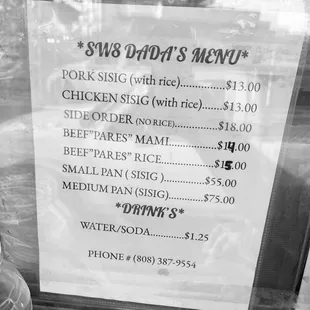 *SW8 DADA'S MENU*
PORK SISIG (with rice)..............$13.00
CHICKEN SISIG (with rice).......$13.00
SIDE ORDER (NO RICE)....................$18.00
BEEF"PARES" MAMI..............$14.00
BEEF"PARES" RICE................$15.00
SMALL PAN ( SISIG )............$55.00
MEDIUM PAN (SISIG)...........$75.00
*DRINK'S*
WATER/SODA............$1.25
PHONE # (808) 387-9554